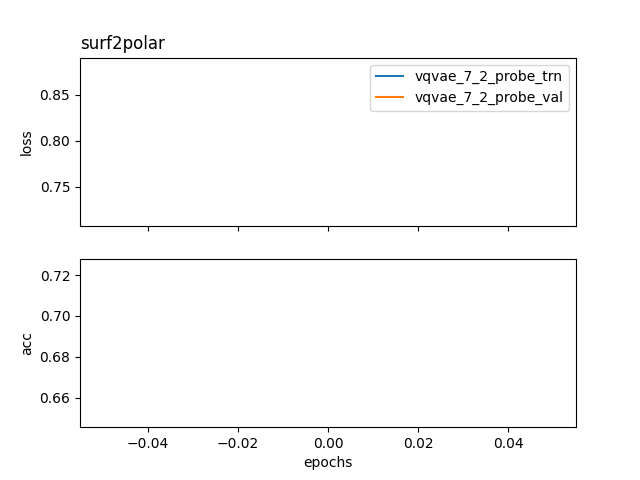 surf2polar
vqvae_7_2_probe_trn
vqvae_7_2_probe_val
loss
0.85
0.80
0.75
acc
0.72
0.70
0.68
0.66
−0.04 −0.02 0.00 0.02 0.04
epochs